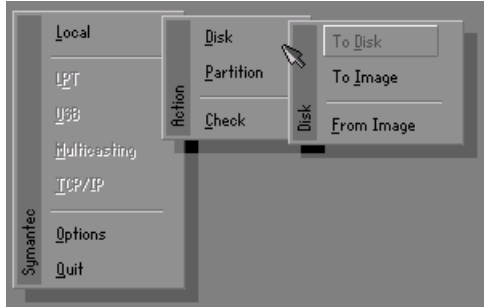 Symantec
Local
LPT
USB
Multicasting
TCP/IP
Options
Quit
Action
Disk
Partition
Check
Disk
To Disk
To Image
From Image